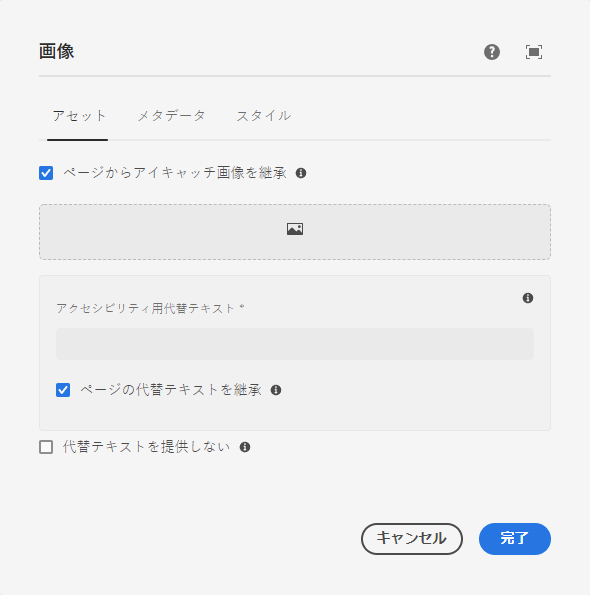 画像
アセット メタデータ スタイル
ページからアイキャッチ画像を継承
アクセシビリティ用代替テキスト *
ページの代替テキストを継承
代替テキストを提供しない
キャンセル 完了